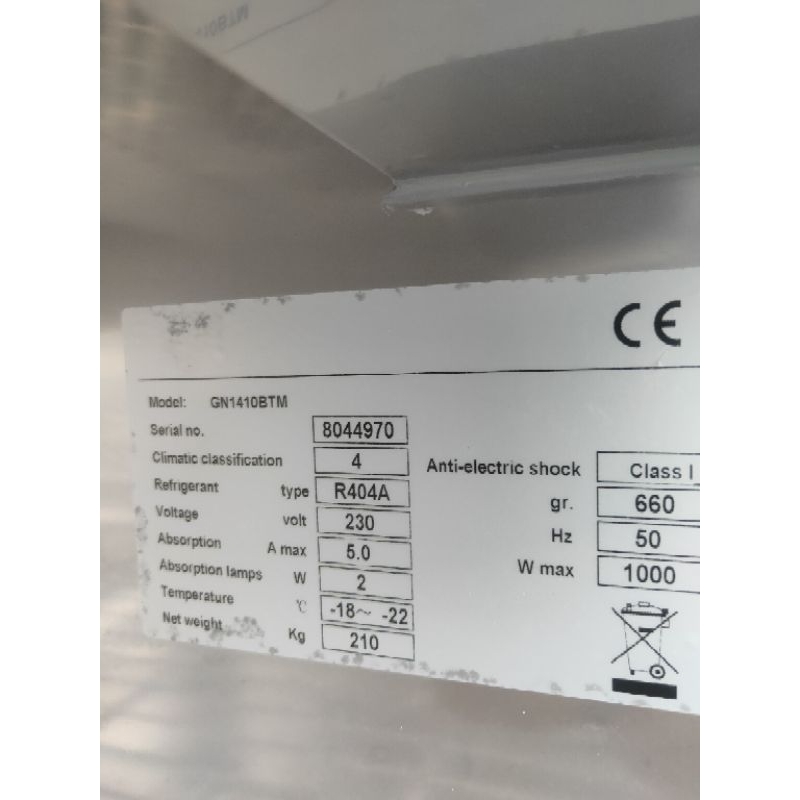 CE
Model: GN1410BTM
Serial no. 8044970
Climatic classification 4 Anti-electric shock Class I
Refrigerant type R404A gr. 660
Voltage volt 230 Hz 50
Absorption A max 5.0 W max 1000
Absorption lamps W 2
Temperature ℃ -18～ -22
Net weight Kg 210